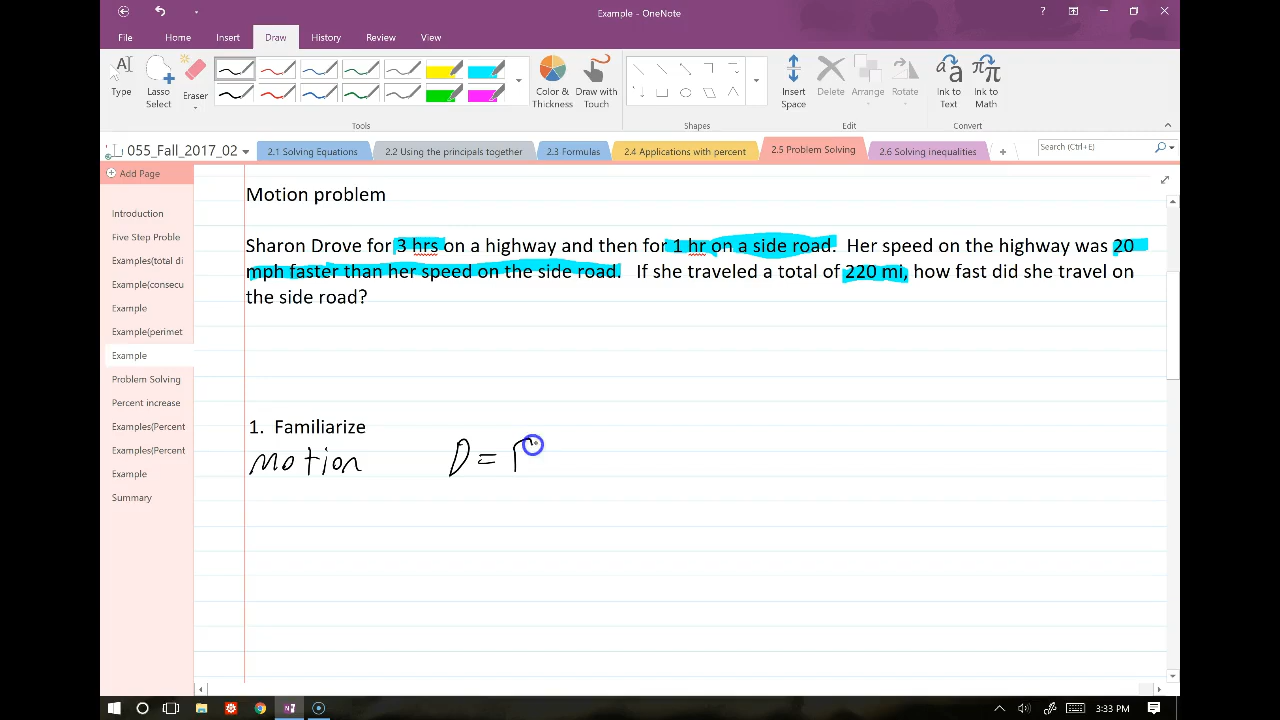 Example - OneNote
File Home Insert Draw History Review View
Type
Lasso Select
Eraser
Color & Thickness
Draw with Touch
Insert Space
Delete
Arrange
Rotate
Ink to Text
Ink to Math
Tools
Shapes
Edit
Convert
055_Fall_2017_02
2.1 Solving Equations
2.2 Using the principals together
2.3 Formulas
2.4 Applications with percent
2.5 Problem Solving
2.6 Solving inequalities
Search (Ctrl+E)
Add Page
Introduction
Five Step Proble
Examples(total di
Example(consecu
Example
Example(perimet
Example
Problem Solving
Percent increase
Examples(Percent
Examples(Percent
Example
Summary
Motion problem
Sharon Drove for 3 hrs on a highway and then for 1 hr on a side road. Her speed on the highway was 20
mph faster than her speed on the side road. If she traveled a total of 220 mi, how fast did she travel on
the side road?
1. Familiarize
motion D = r
3:33 PM